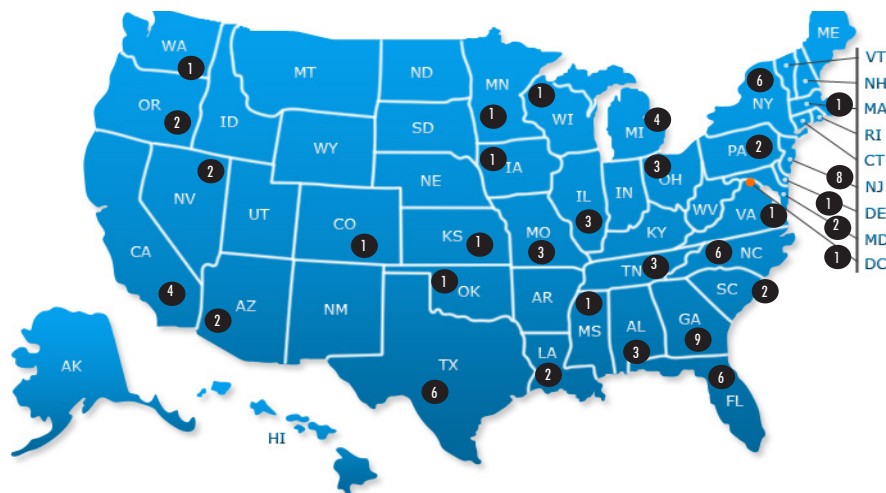 ME
WA
VT
MT
ND
1
6
MN
NH
4
1
1
OR
NY
MA
1
2
ID
WI
MI
SD
RI
1
PA
2
WY
3
CT
IA
2
OH
8
NJ
NE
NV
IL
IN
1
DE
UT
WV
VA
1
CO
3
2
MD
KS
1
MO
KY
1
6
NC
1
DC
CA
3
TN
3
1
4
OK
2
AZ
NM
AR
1
SC
2
MS
AL
GA
9
LA
3
AK
TX
2
6
6
FL
HI